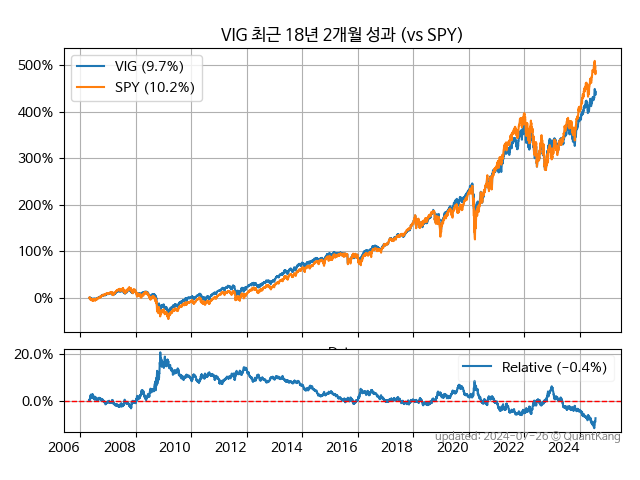 VIG 최근 18년 2개월 성과 (vs SPY)
VIG (9.7%)
SPY (10.2%)
500%
400%
300%
200%
100%
0%
Relative (−0.4%)
20.0%
0.0%
2006 2008 2010 2012 2014 2016 2018 2020 2022 2024
updated: 2024-07-26 © QuantKang